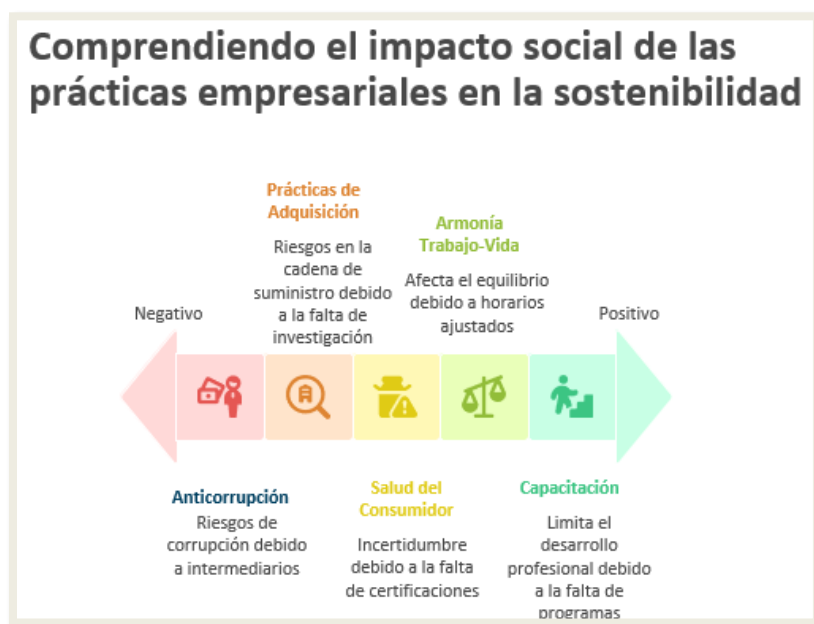 Comprendiendo el impacto social de las
prácticas empresariales en la sostenibilidad
Prácticas de
Adquisición
Riesgos en la
cadena de
suministro debido
a la falta de
investigación
Armonía
Trabajo-Vida
Afecta el equilibrio
debido a horarios
ajustados
Negativo
Positivo
Anticorrupción
Riesgos de
corrupción debido
a intermediarios
Salud del
Consumidor
Incertidumbre
debido a la falta
de certificaciones
Capacitación
Limita el
desarrollo
profesional debido
a la falta de
programas